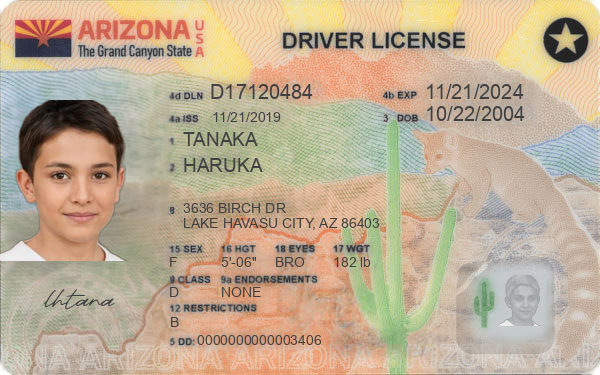 ARIZONA USA
The Grand Canyon State
DRIVER LICENSE
4d DLN D17120484 4b EXP 11/21/2024
4a ISS 11/21/2019 3 DOB 10/22/2004
1 TANAKA
2 HARUKA
8 3636 BIRCH DR
LAKE HAVASU CITY, AZ 86403
15 SEX 16 HGT 18 EYES 17 WGT
F 5'-06" BRO 182 lb
9 CLASS 9a ENDORSEMENTS
D NONE
12 RESTRICTIONS
B
5 DD: 0000000000003406
ARIZONA ARIZONA ARIZONA ARIZONA